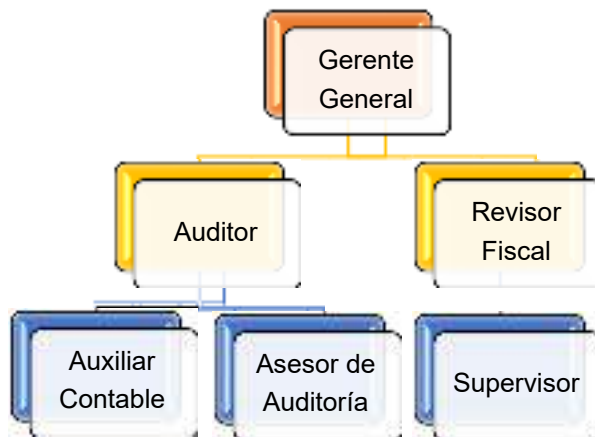 Gerente
General
Auditor
Revisor
Fiscal
Auxiliar
Contable
Asesor de
Auditoría
Supervisor